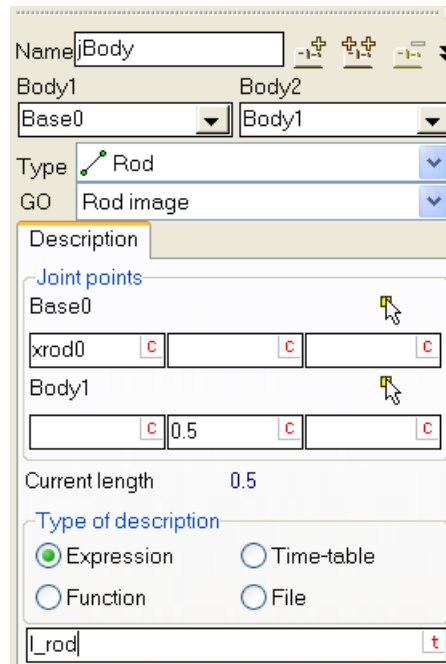 Name jBody
Body1 Body2
Base0 Body1
Type Rod
GO Rod image
Description
Joint points
Base0
xrod0 C C C
Body1
C 0.5 C C
Current length 0.5
Type of description
Expression Time-table
Function File
l_rod t